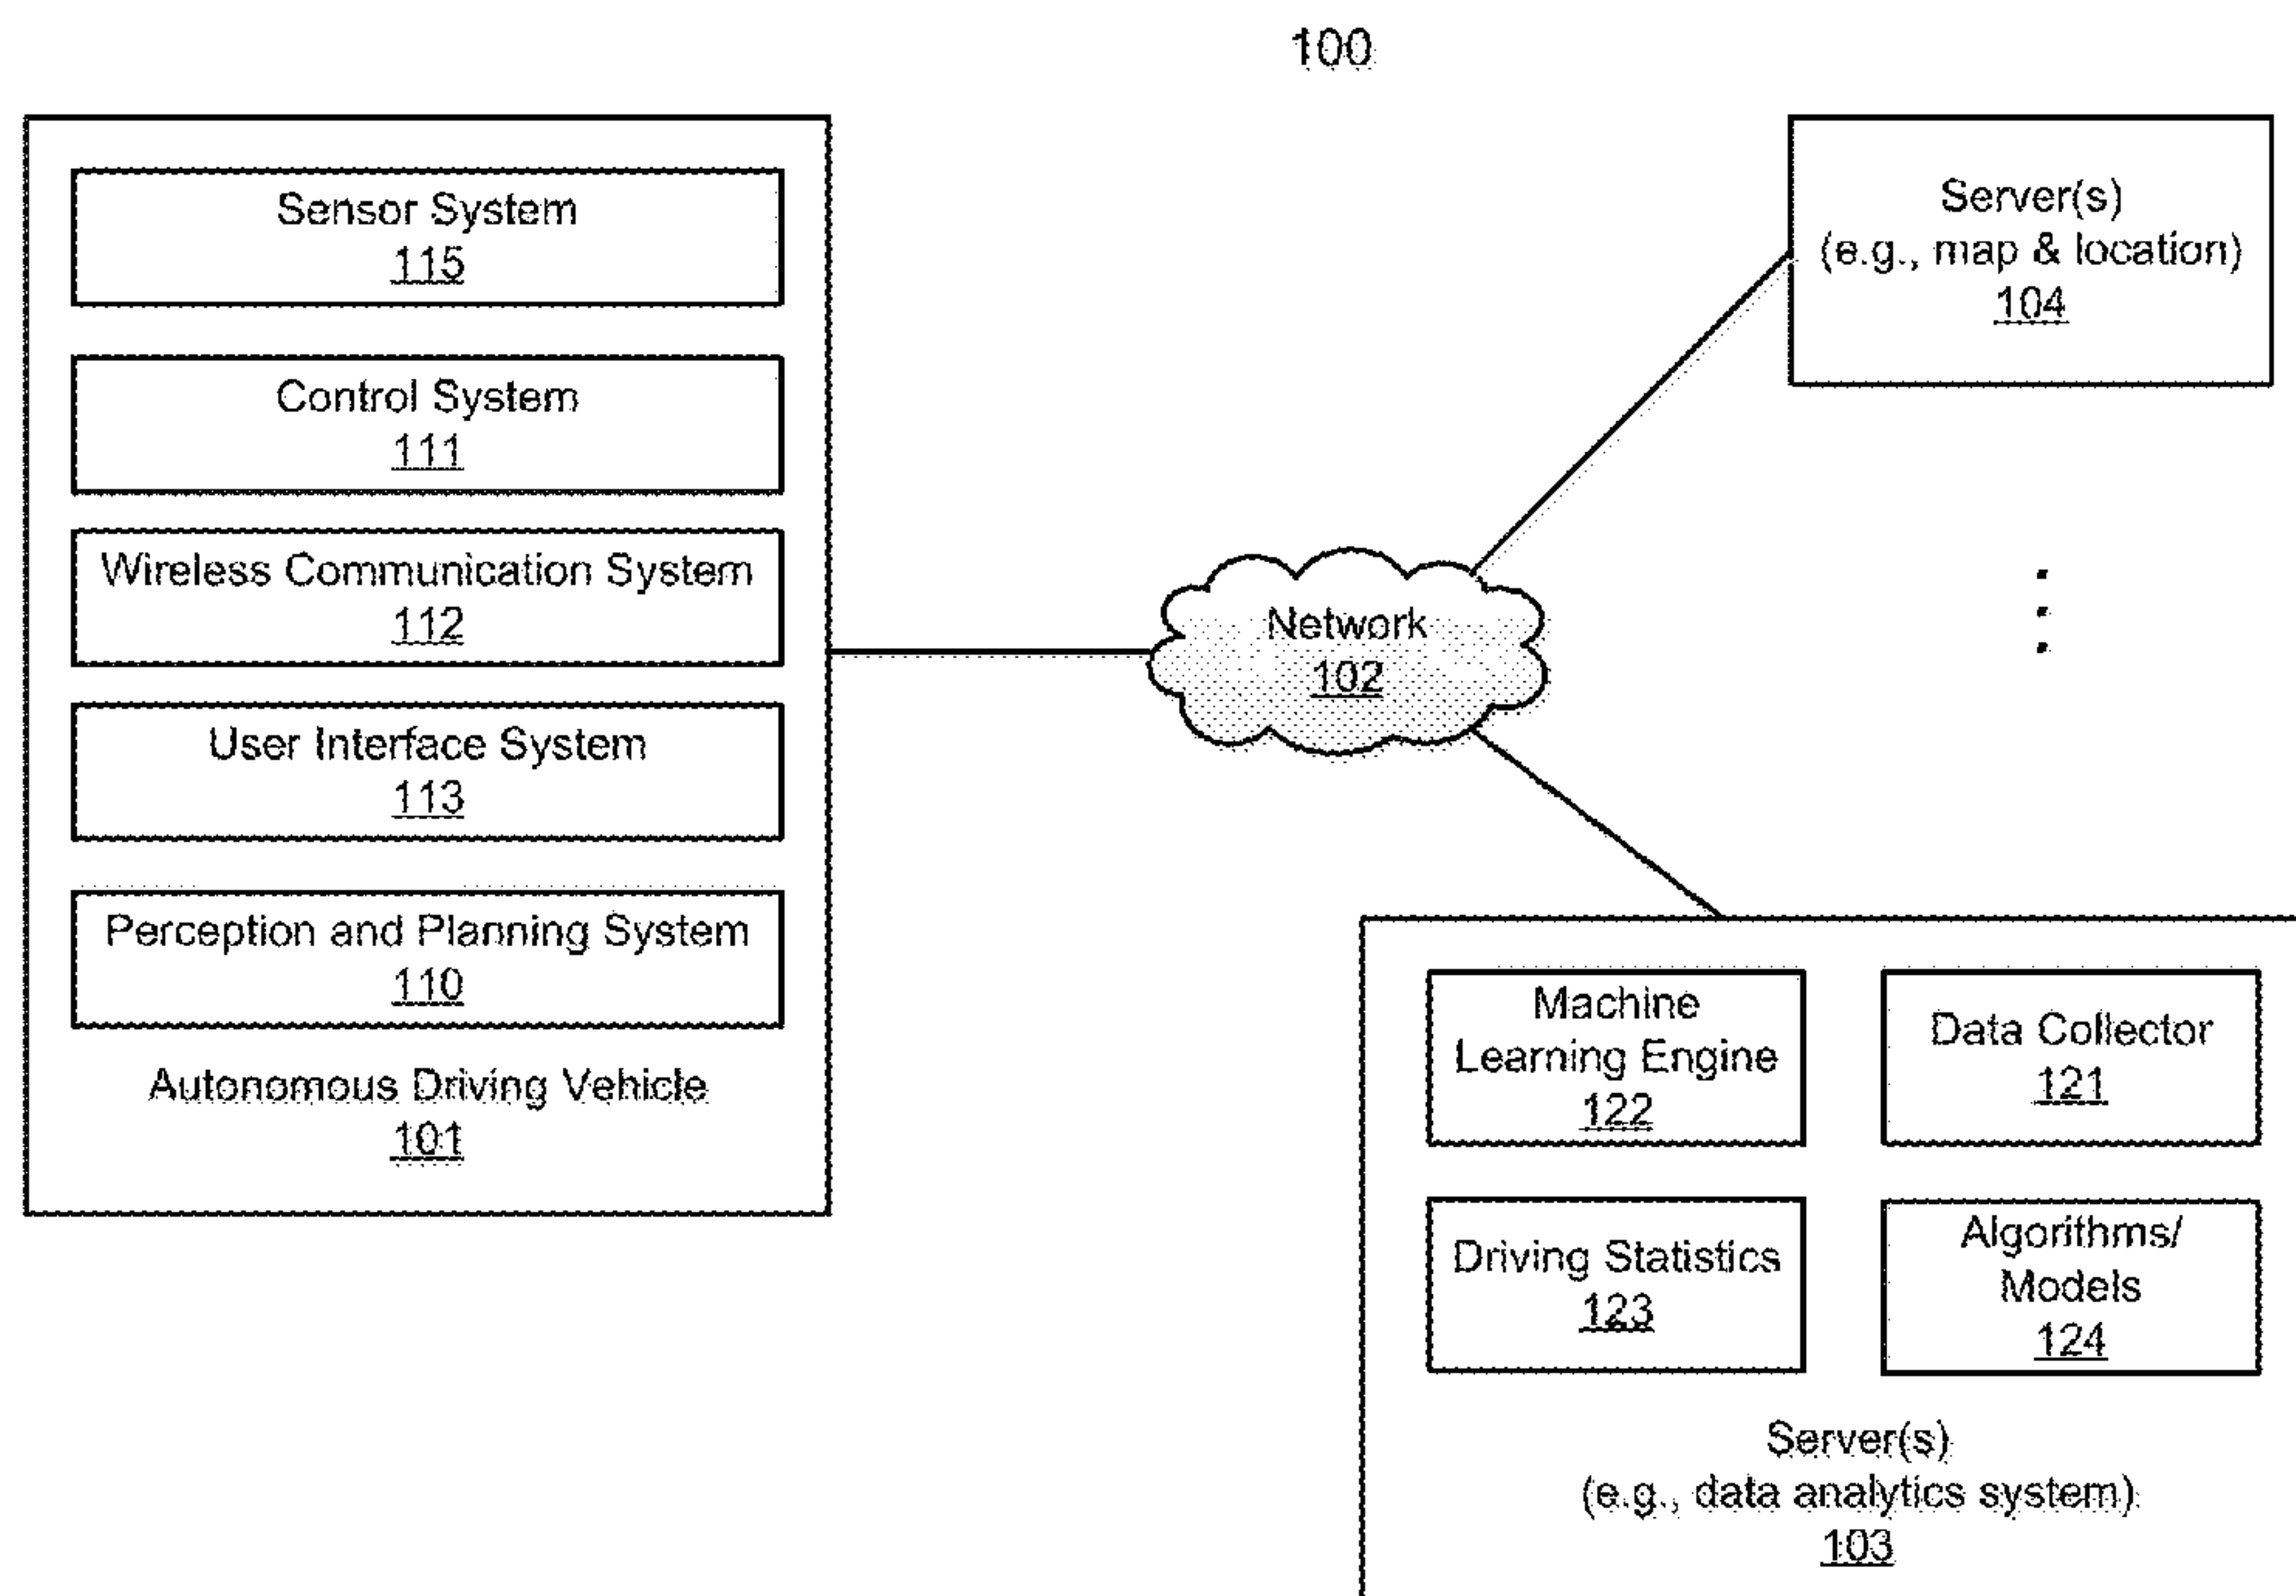 100
Sensor System
115
Control System
111
Wireless Communication System
112
User Interface System
113
Perception and Planning System
110
Autonomous Driving Vehicle
101
Network
102
Server(s)
(e.g., map & location)
104
Machine
Learning Engine
122
Data Collector
121
Driving Statistics
123
Algorithms/
Models
124
Server(s)
(e.g., data analytics system)
103